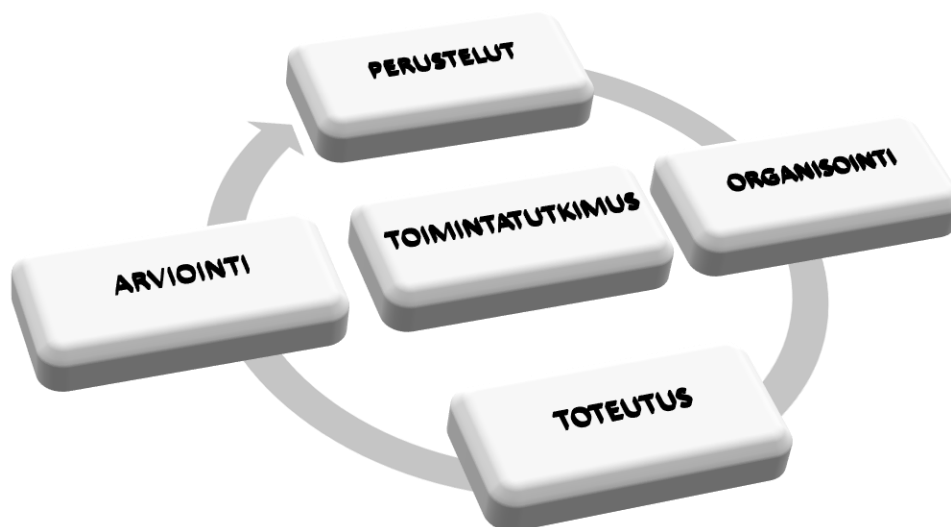 PERUSTELUT
ORGANISOINTI
TOIMINTATUTKIMUS
ARVIOINTI
TOTEUTUS